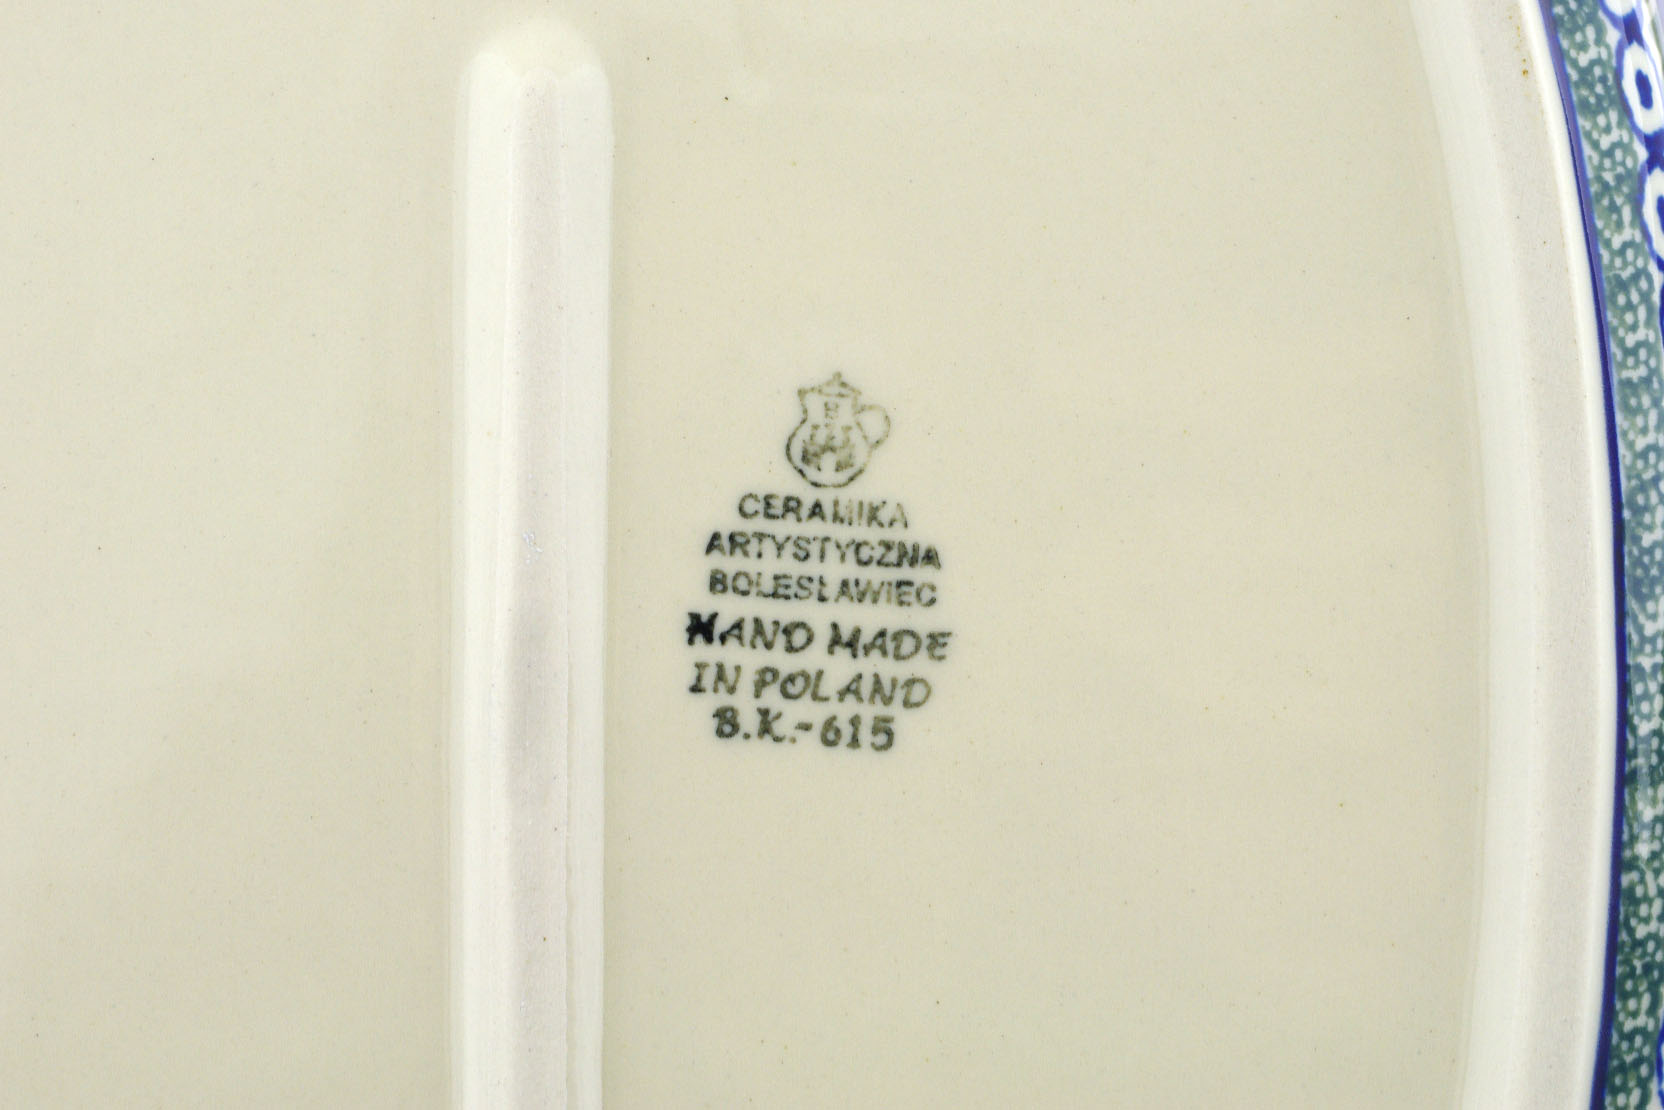 CERAMIKA
ARTYSTYCZNA
BOLESŁAWIEC
HAND MADE
IN POLAND
B.K.-615